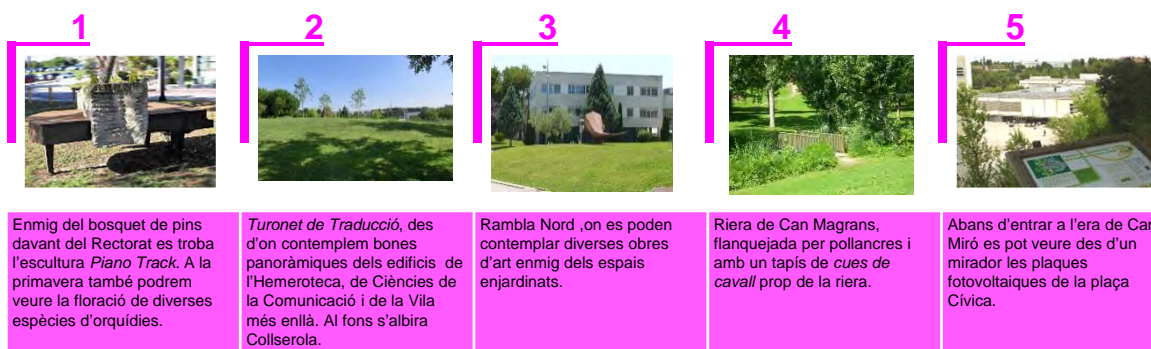 1
2
3
4
5
Enmig del bosquet de pins
davant del Rectorat es troba
l'escultura Piano Track. A la
primavera també podrem
veure la floració de diverses
espècies d'orquídies.
Turonet de Traducció, des
d'on contemplem bones
panoràmiques dels edificis de
l'Hemeroteca, de Ciències de
la Comunicació i de la Vila
més enllà. Al fons s'albira
Collserola.
Rambla Nord ,on es poden
contemplar diverses obres
d'art enmig dels espais
enjardinats.
Riera de Can Magrans,
flanquejada per pollancres i
amb un tapís de cues de
cavall prop de la riera.
Abans d'entrar a l'era de Can
Miró es pot veure des d'un
mirador les plaques
fotovoltaiques de la plaça
Cívica.